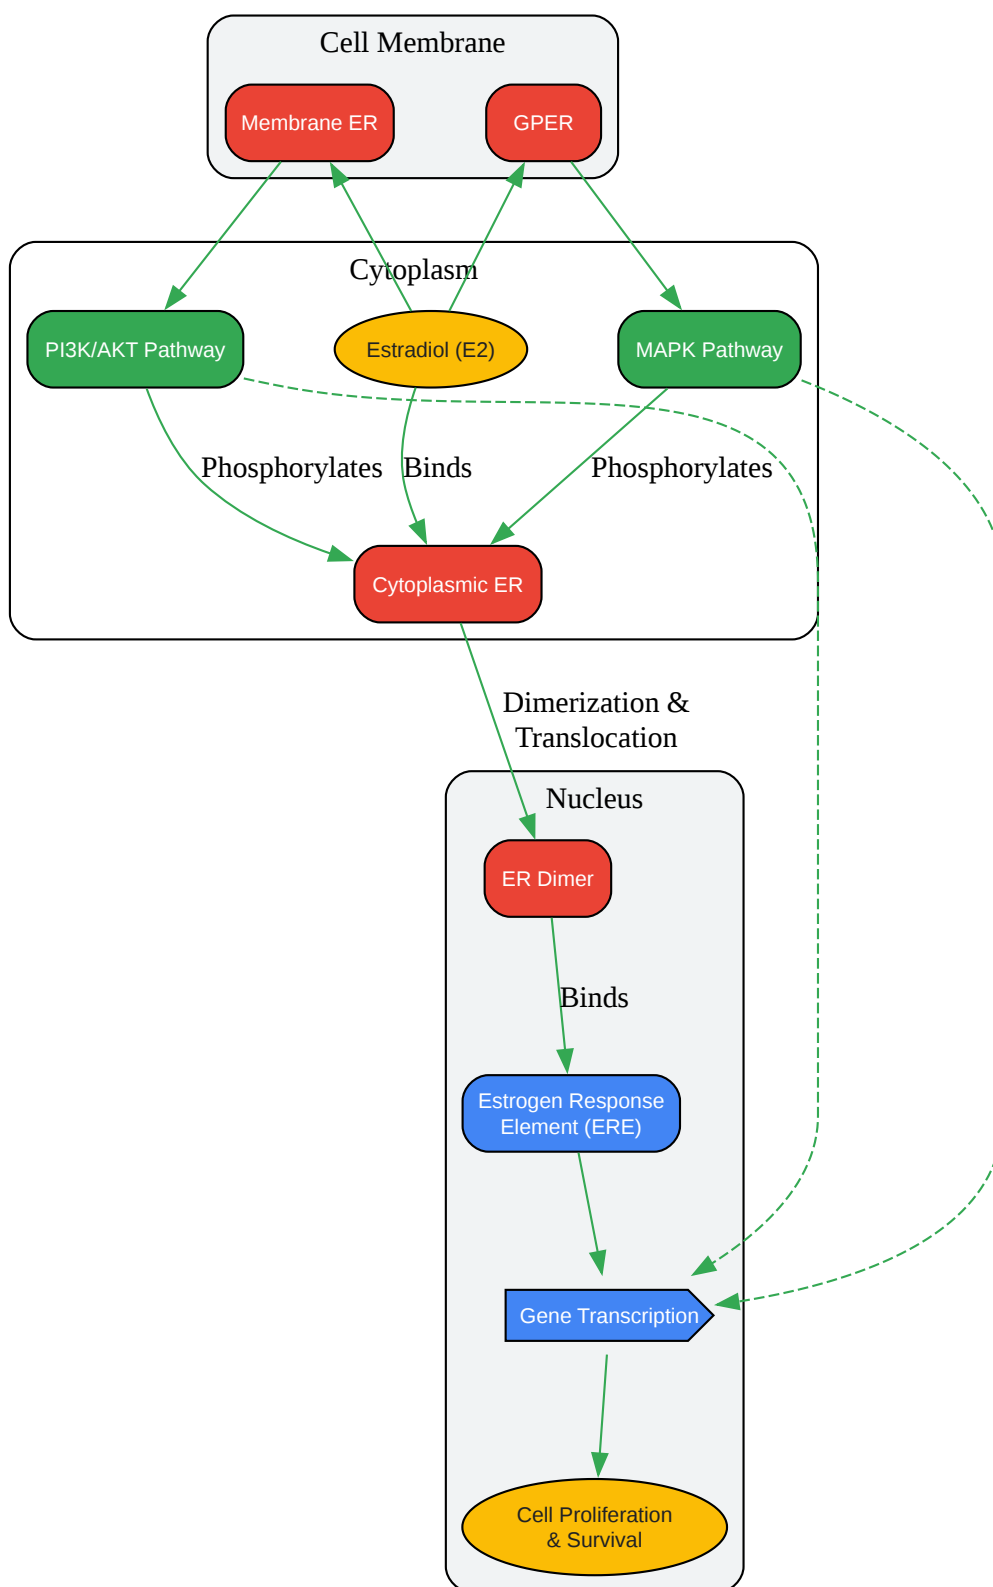 Cell Membrane
Membrane ER
GPER
Cytoplasm
PI3K/AKT Pathway
Estradiol (E2)
MAPK Pathway
Phosphorylates
Binds
Phosphorylates
Cytoplasmic ER
Dimerization &
Translocation
Nucleus
ER Dimer
Binds
Estrogen Response
Element (ERE)
Gene Transcription
Cell Proliferation
& Survival